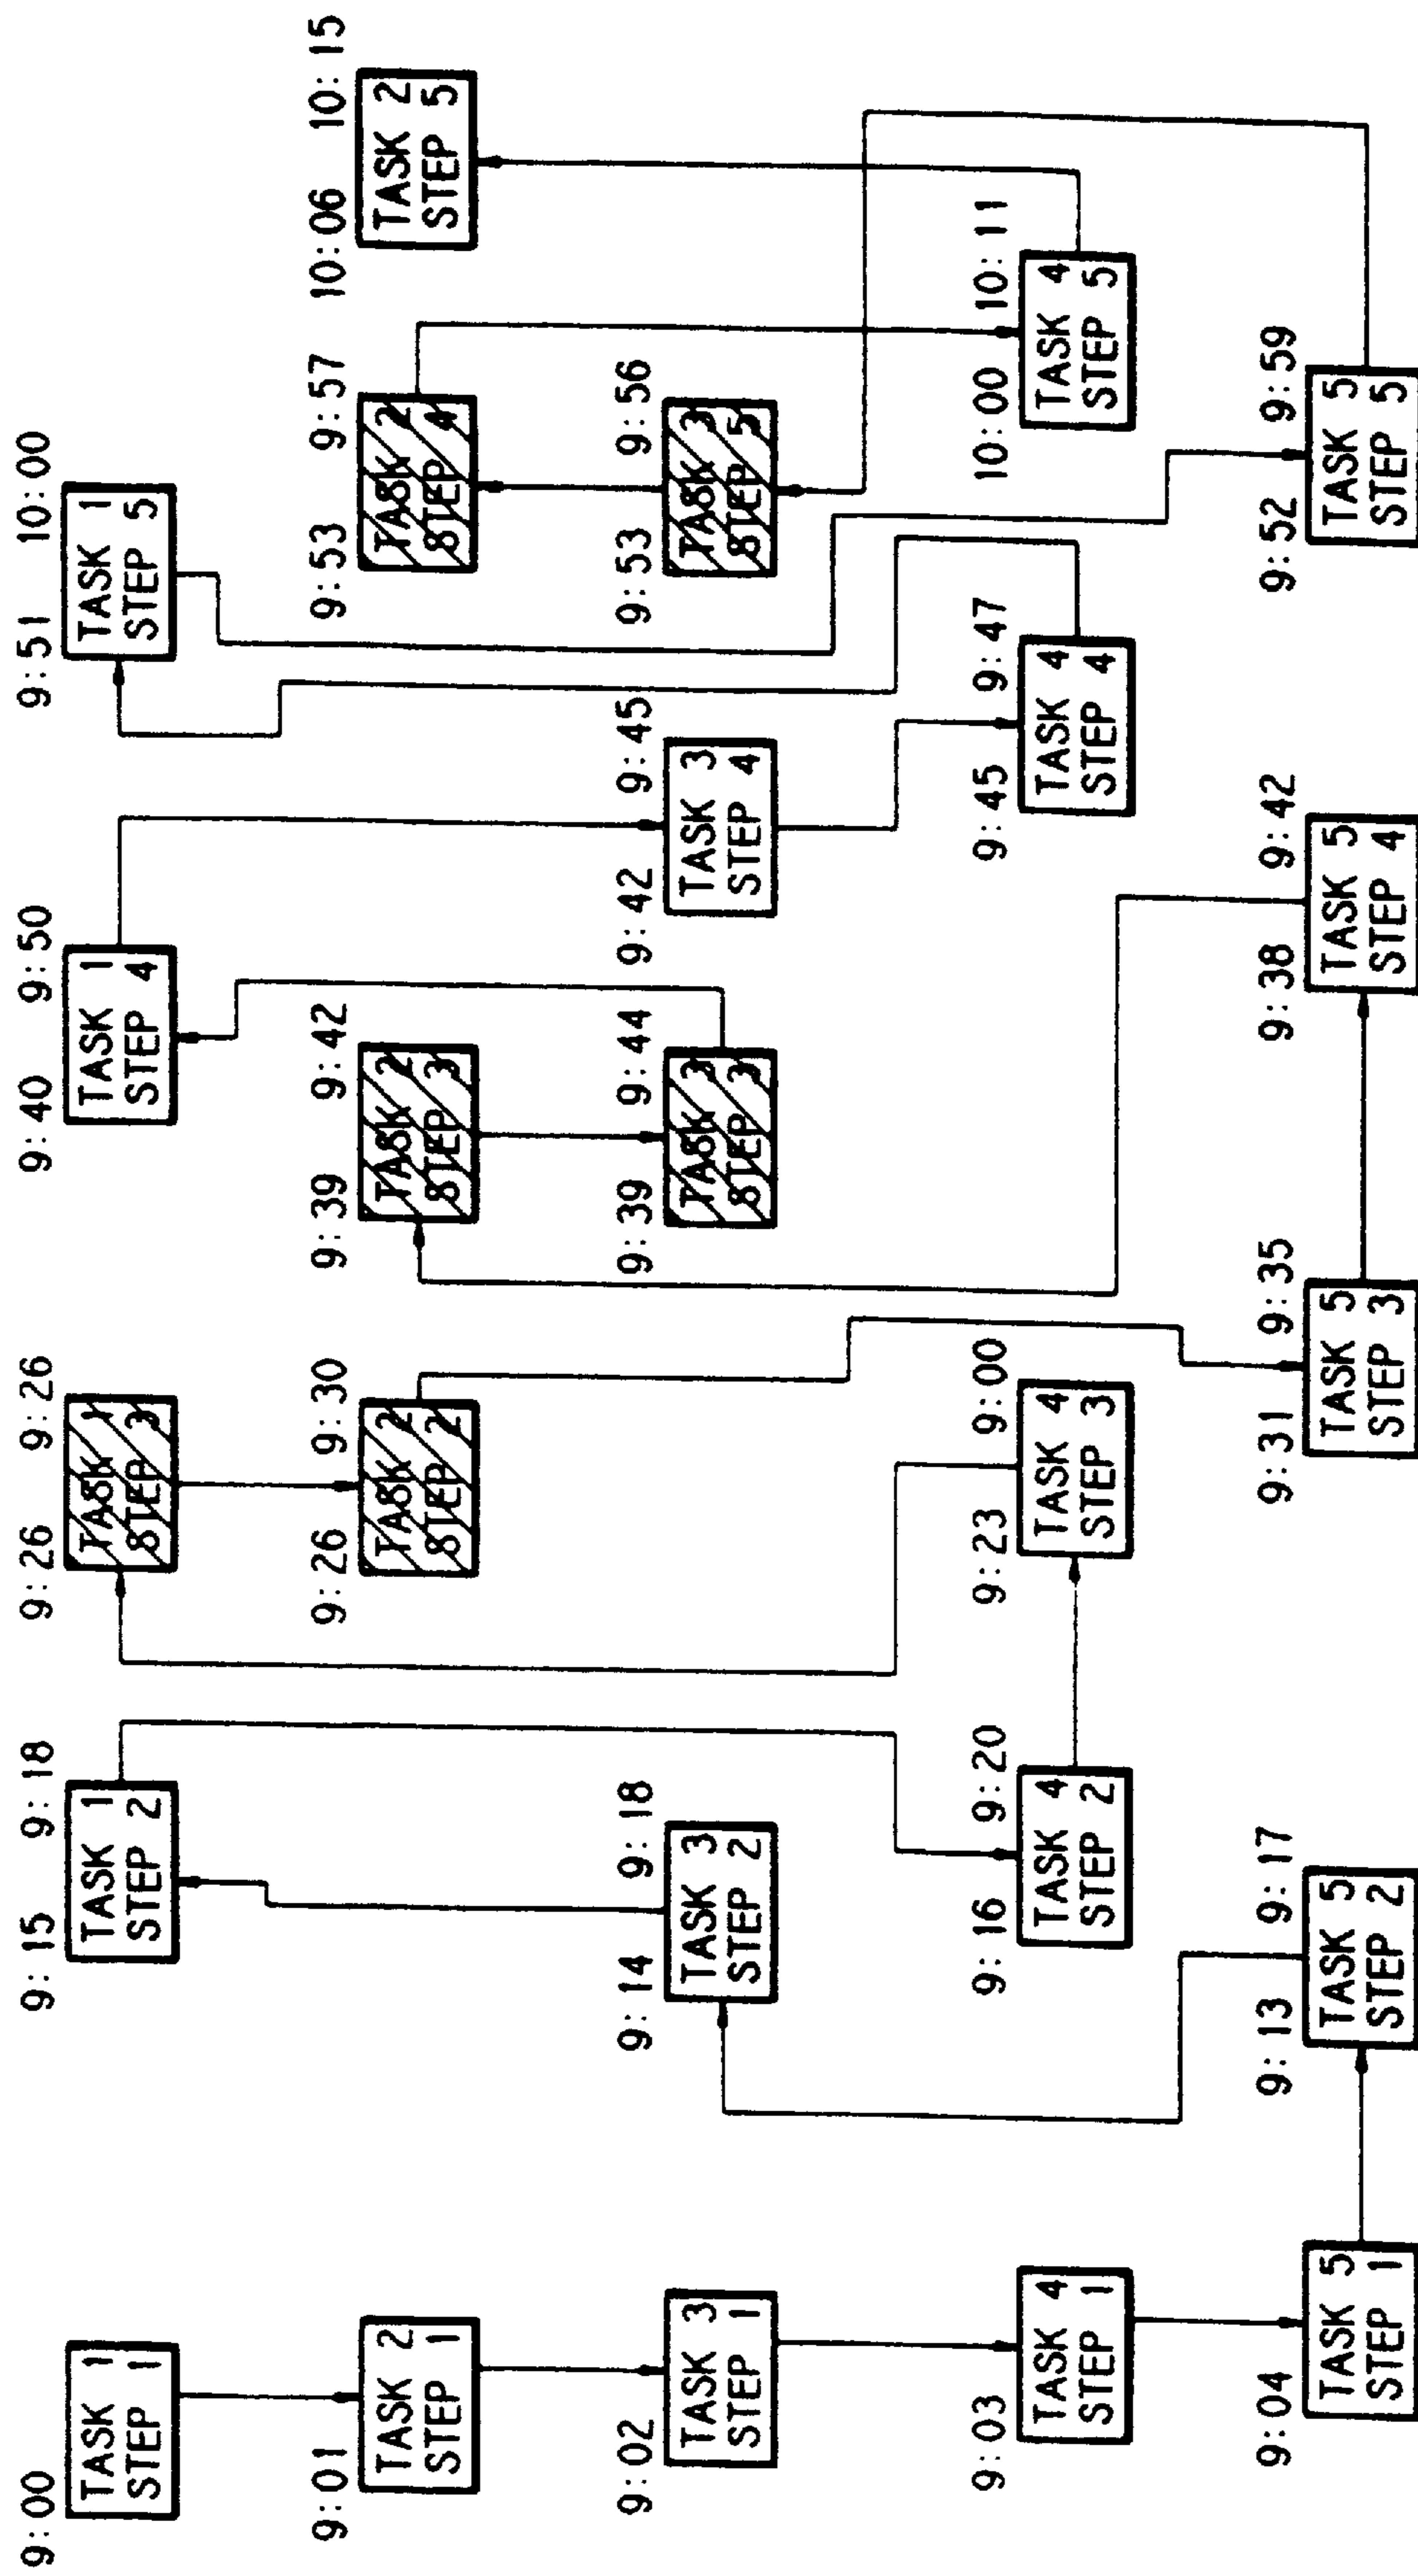 9:00
TASK 1
STEP 1
9:15 9:18
TASK 1
STEP 2
9:26 9:26
TASK 1
STEP 3
9:40 9:50
TASK 1
STEP 4
9:51 10:00
TASK 1
STEP 5
9:01
TASK 2
STEP 1
9:26 9:30
TASK 2
STEP 2
9:39 9:42
TASK 2
STEP 3
9:53 9:57
TASK 2
STEP 4
10:06 10:15
TASK 2
STEP 5
9:02
TASK 3
STEP 1
9:14 9:18
TASK 3
STEP 2
9:39 9:44
TASK 3
STEP 3
9:42 9:45
TASK 3
STEP 4
9:53 9:56
TASK 3
STEP 5
9:03
TASK 4
STEP 1
9:16 9:20
TASK 4
STEP 2
9:23 9:00
TASK 4
STEP 3
9:45 9:47
TASK 4
STEP 4
10:00 10:11
TASK 4
STEP 5
9:04
TASK 5
STEP 1
9:13 9:17
TASK 5
STEP 2
9:31 9:35
TASK 5
STEP 3
9:38 9:42
TASK 5
STEP 4
9:52 9:59
TASK 5
STEP 5